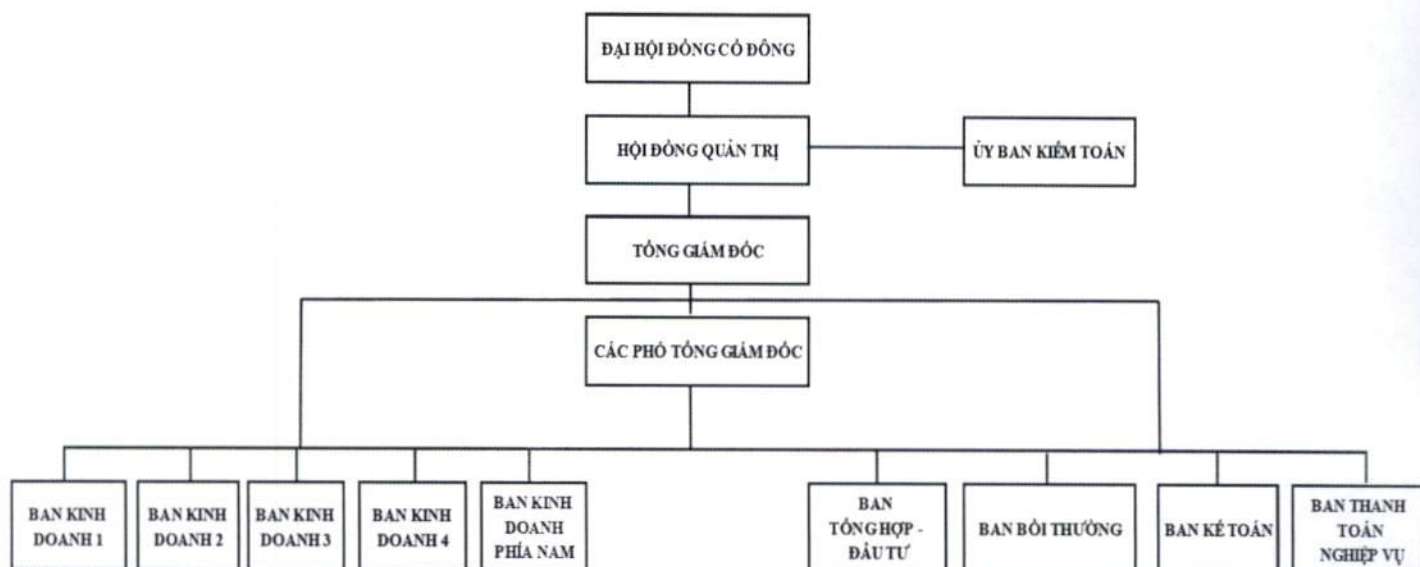 ĐẠI HỘI ĐỒNG CỔ ĐÔNG
HỘI ĐỒNG QUẢN TRỊ
ỦY BAN KIỂM TOÁN
TỔNG GIÁM ĐỐC
CÁC PHÓ TỔNG GIÁM ĐỐC
BAN KINH
DOANH 1
BAN KINH
DOANH 2
BAN KINH
DOANH 3
BAN KINH
DOANH 4
BAN KINH
DOANH
PHÍA NAM
BAN
TỔNG HỢP -
ĐẦU TƯ
BAN BỒI THƯỜNG
BAN KẾ TOÁN
BAN THANH
TOÁN
NGHIỆP VỤ